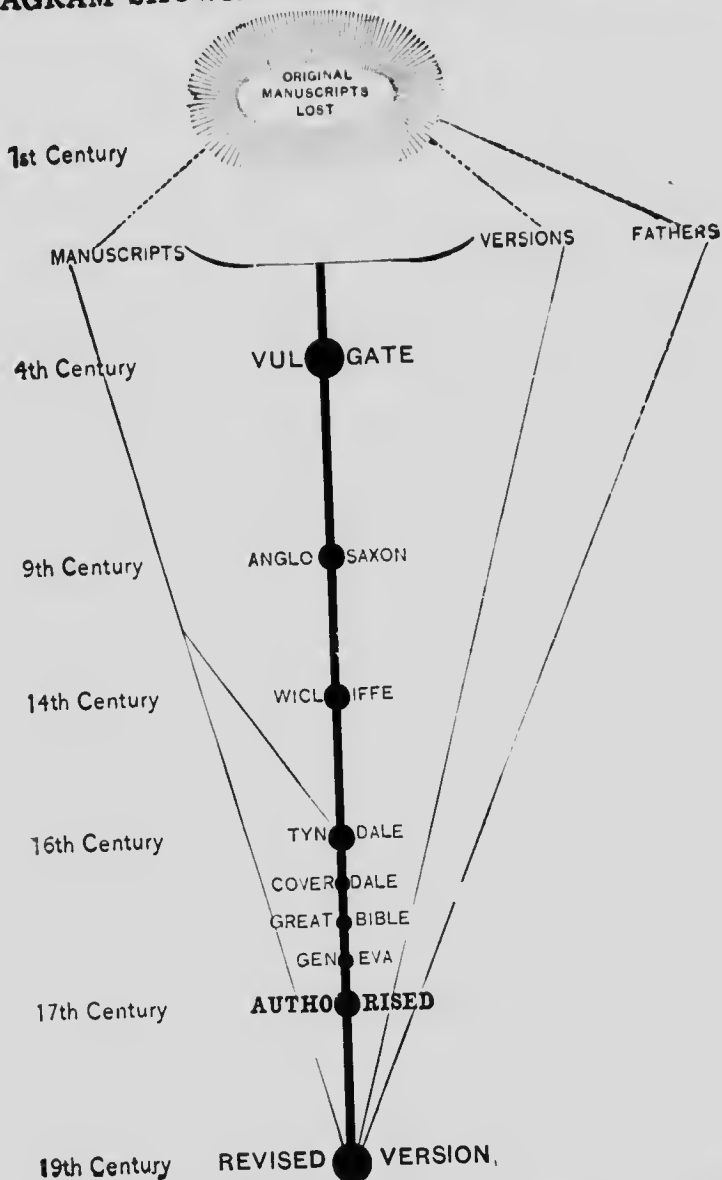 ORIGINAL
MANUSCRIPTS
LOST
1st Century
MANUSCRIPTS VERSIONS FATHERS
4th Century VULGATE
9th Century ANGLO SAXON
14th Century WICLIFFE
16th Century TYNDALE
COVERDALE
GREAT BIBLE
GENEVA
17th Century AUTHORISED
19th Century REVISED VERSION.